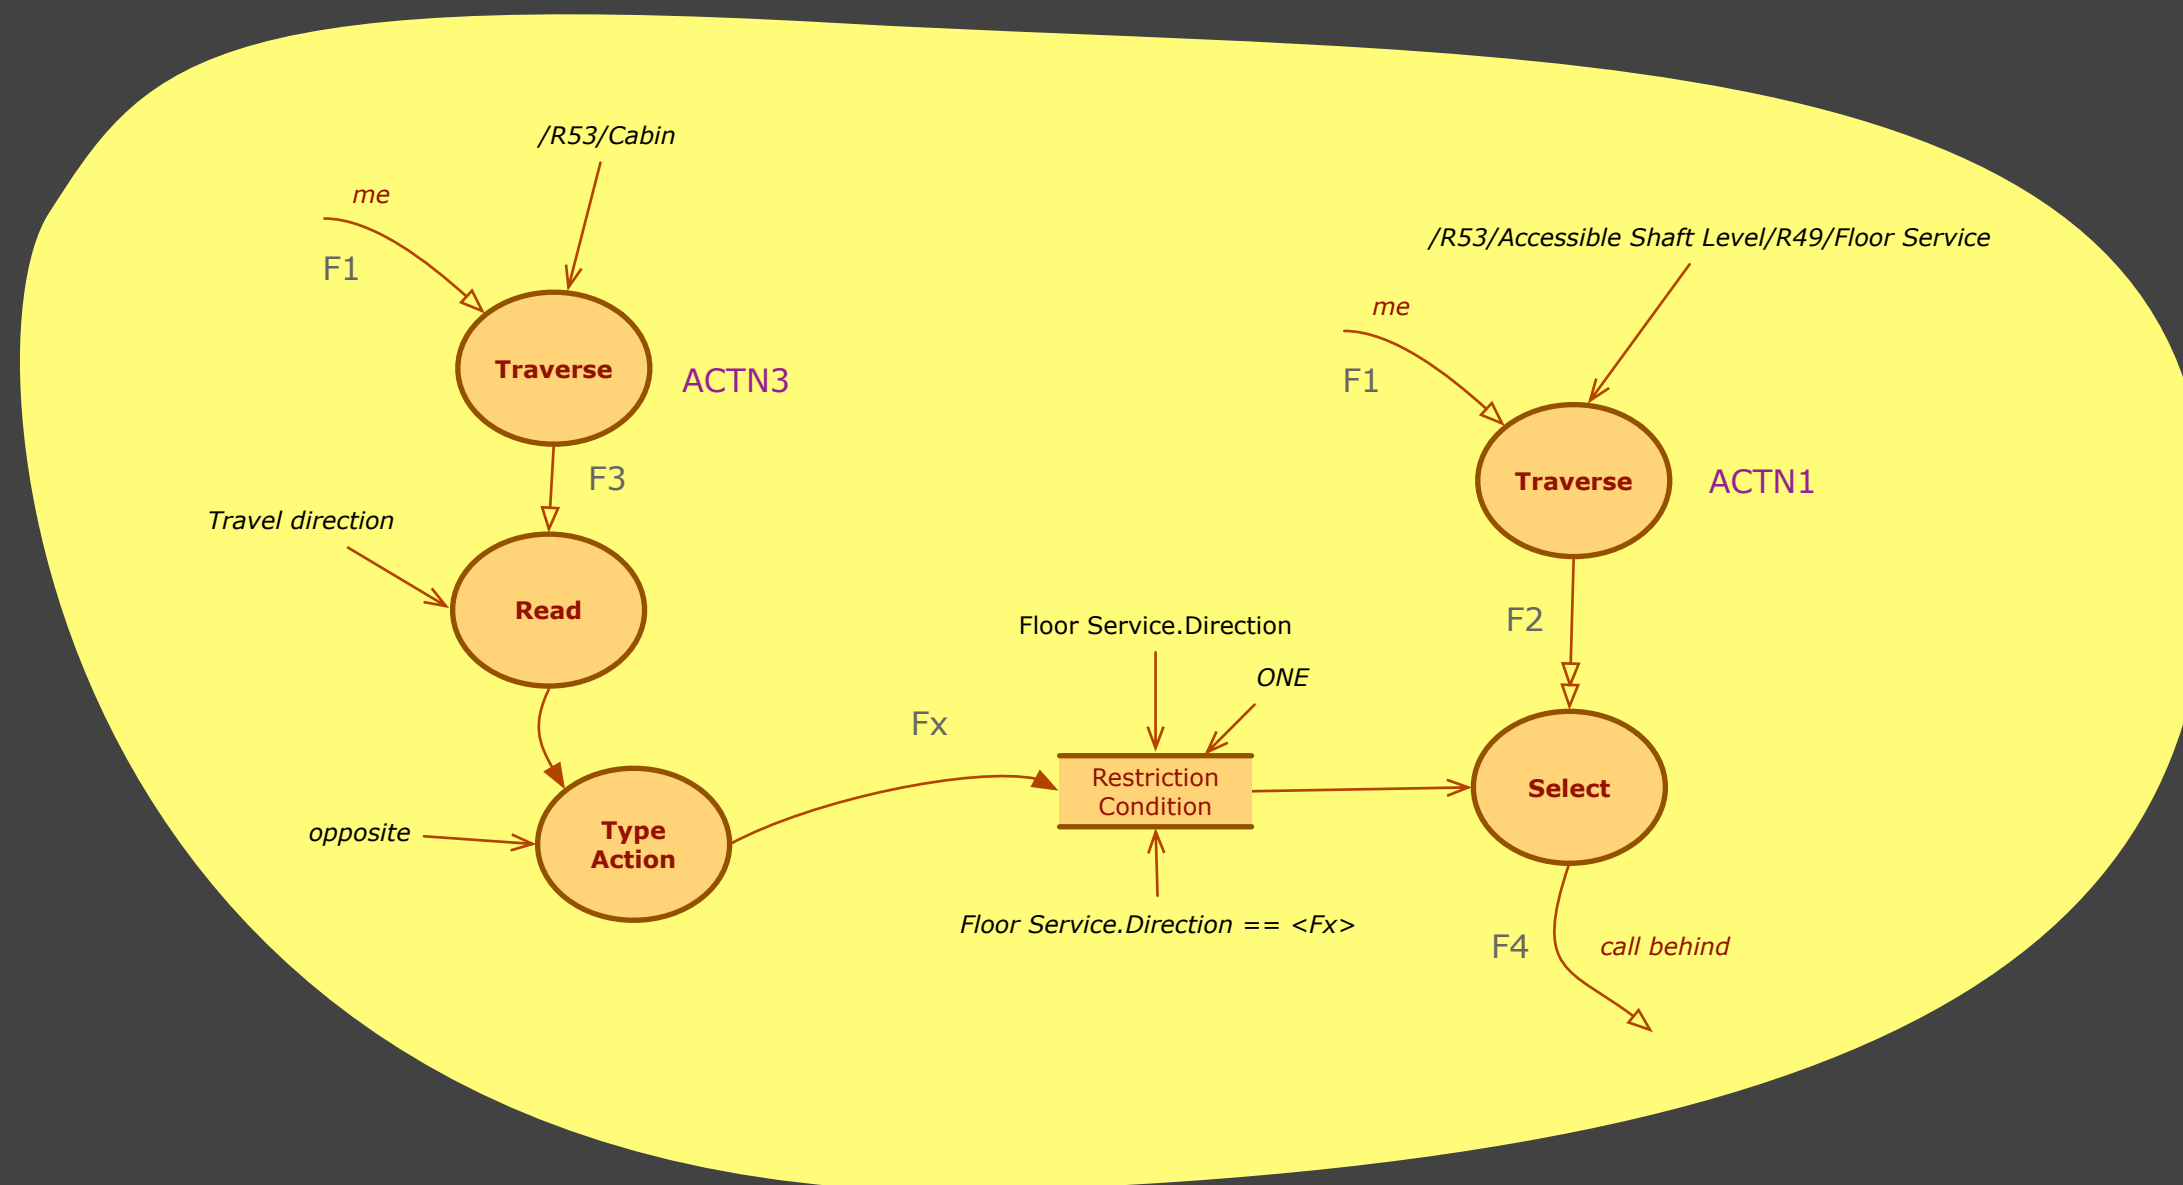 /R53/Cabin
me
F1
Traverse
ACTN3
F3
Travel direction
Read
opposite
Type
Action
Fx
Floor Service.Direction
ONE
Restriction
Condition
Floor Service.Direction == <Fx>
/R53/Accessible Shaft Level/R49/Floor Service
me
F1
Traverse
ACTN1
F2
Select
F4
call behind